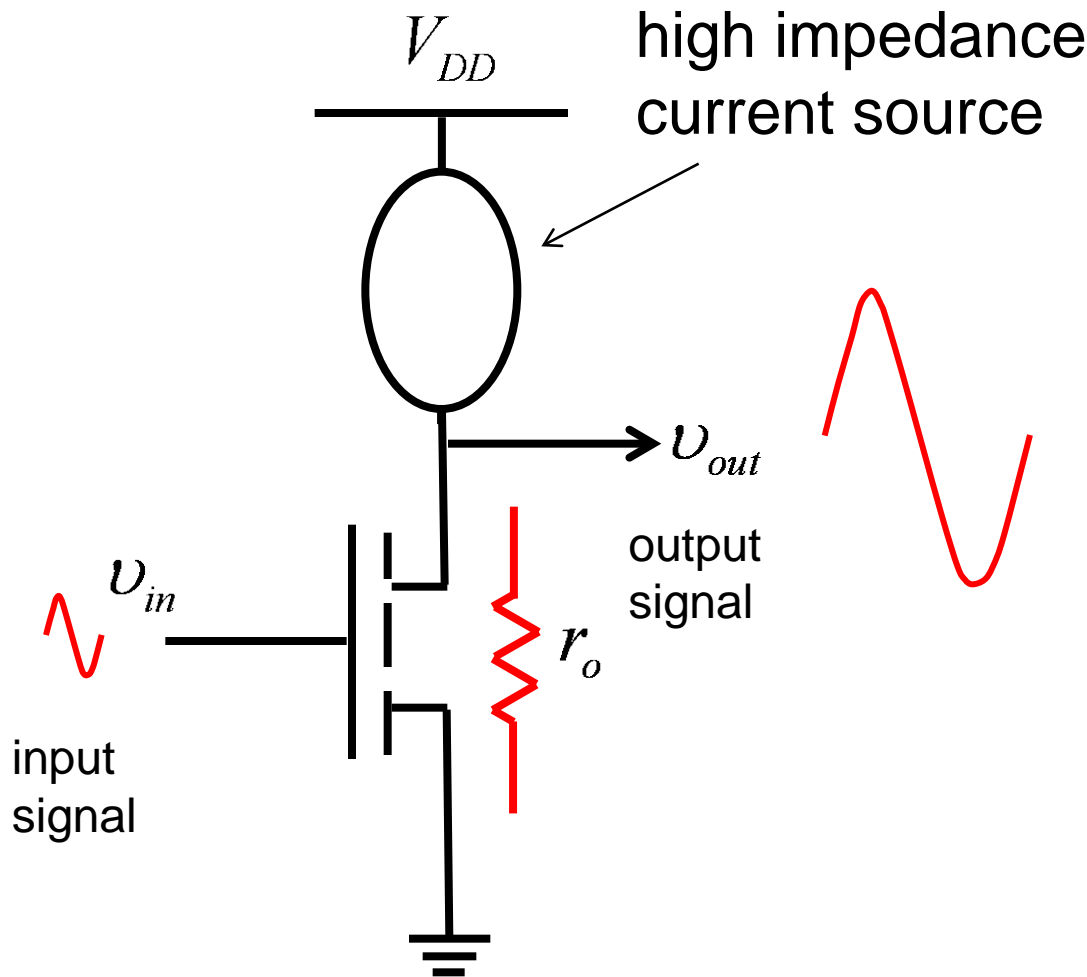 V_DD
high impedance
current source
υ_out
output
signal
υ_in
r_o
input
signal